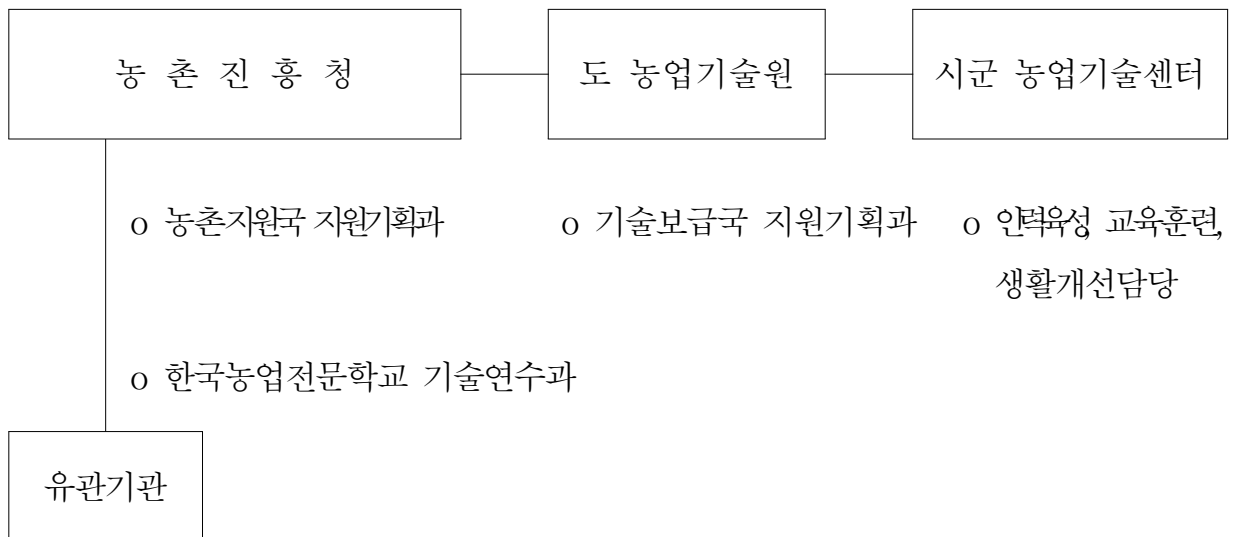 농 촌 진 흥 청
도 농업기술원
시군 농업기술센터
o 농촌지원국 지원기획과
o 기술보급국 지원기획과
o 인력육성, 교육훈련,
생활개선담당
o 한국농업전문학교 기술연수과
유관기관